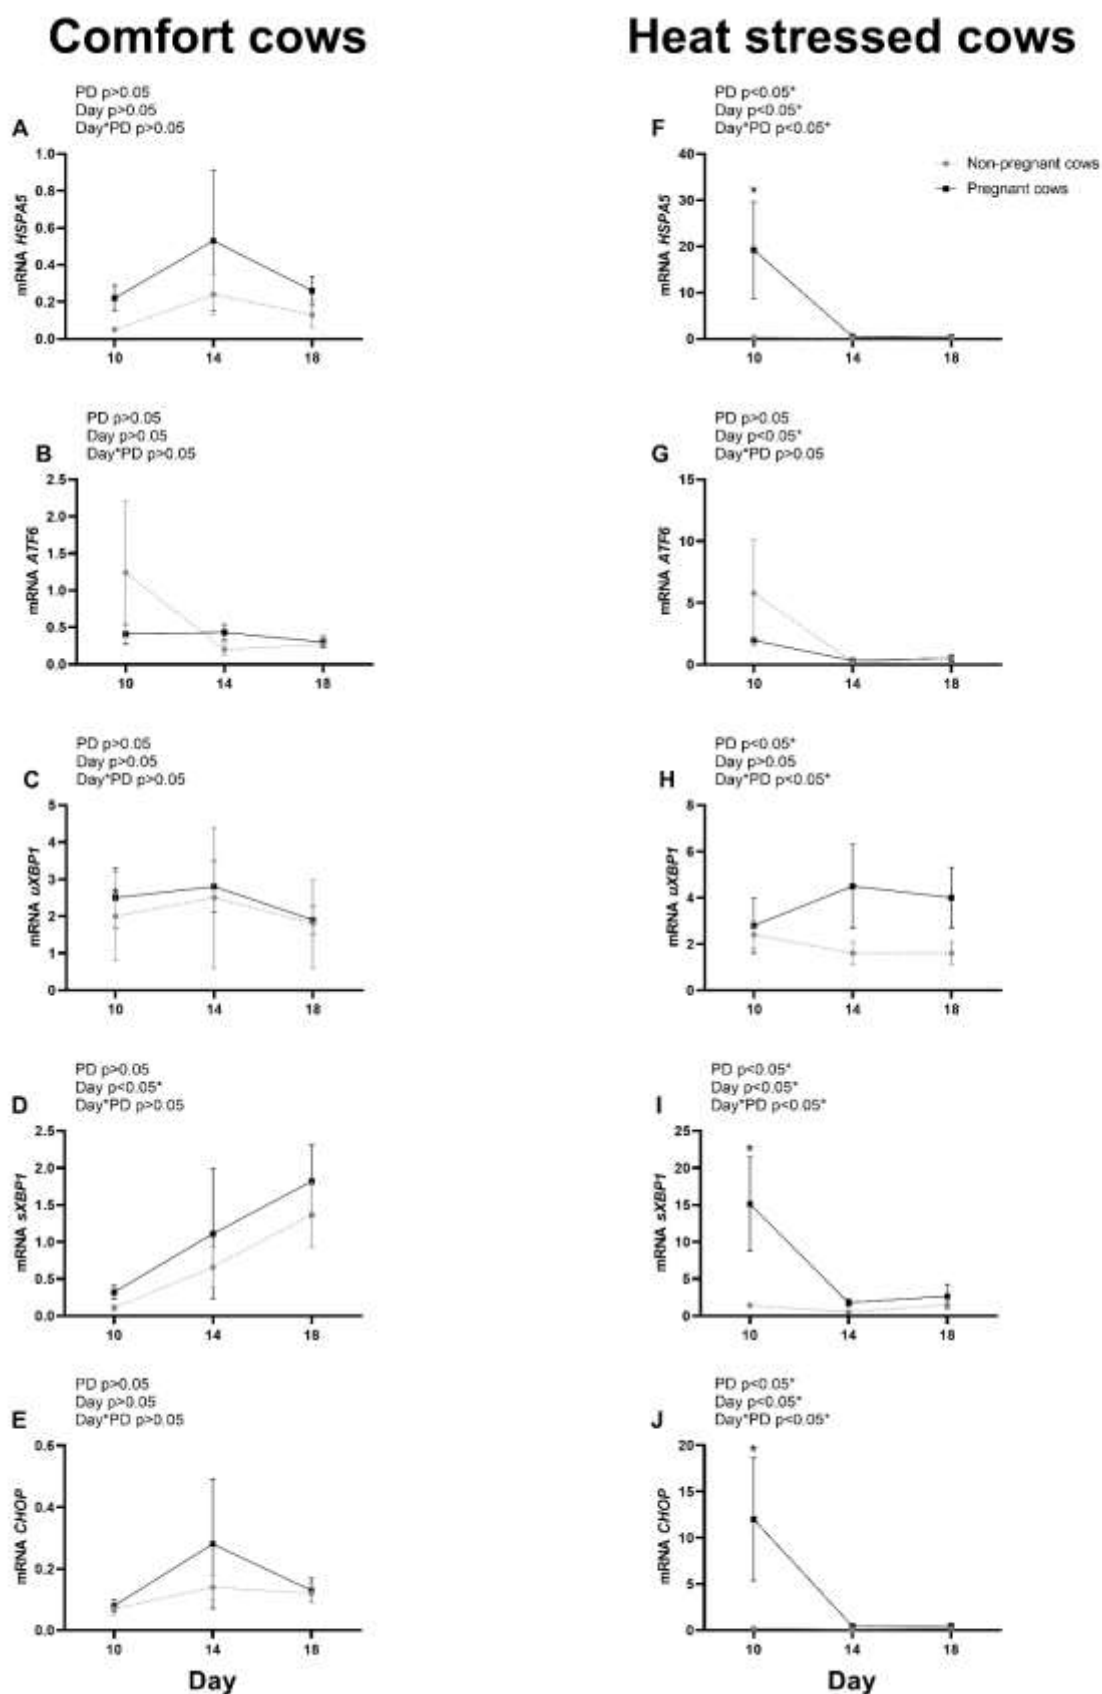 Comfort cows
Heat stressed cows
PD p>0.05
Day p>0.05
Day*PD p>0.05
A
mRNA HSPA5
1.0
0.8
0.6
0.4
0.2
0.0
10 14 18
PD p<0.05*
Day p<0.05*
Day*PD p<0.05*
F
mRNA HSPA5
40
30
20
10
0
*
10 14 18
Non-pregnant cows
Pregnant cows
PD p>0.05
Day p>0.05
Day*PD p>0.05
B
mRNA ATF6
2.5
2.0
1.5
1.0
0.5
0.0
10 14 18
PD p>0.05
Day p<0.05*
Day*PD p>0.05
G
mRNA ATF6
15
10
5
0
10 14 18
PD p>0.05
Day p>0.05
Day*PD p>0.05
C
mRNA uXBP1
5
4
3
2
1
0
10 14 18
PD p<0.05*
Day p>0.05
Day*PD p<0.05*
H
mRNA uXBP1
8
6
4
2
0
10 14 18
PD p>0.05
Day p<0.05*
Day*PD p>0.05
D
mRNA sXBP1
2.5
2.0
1.5
1.0
0.5
0.0
10 14 18
PD p<0.05*
Day p<0.05*
Day*PD p<0.05*
I
mRNA sXBP1
25
20
15
10
5
0
*
10 14 18
PD p>0.05
Day p>0.05
Day*PD p>0.05
E
mRNA CHOP
0.6
0.4
0.2
0.0
10 14 18
Day
PD p<0.05*
Day p<0.05*
Day*PD p<0.05*
J
mRNA CHOP
20
15
10
5
0
*
10 14 18
Day